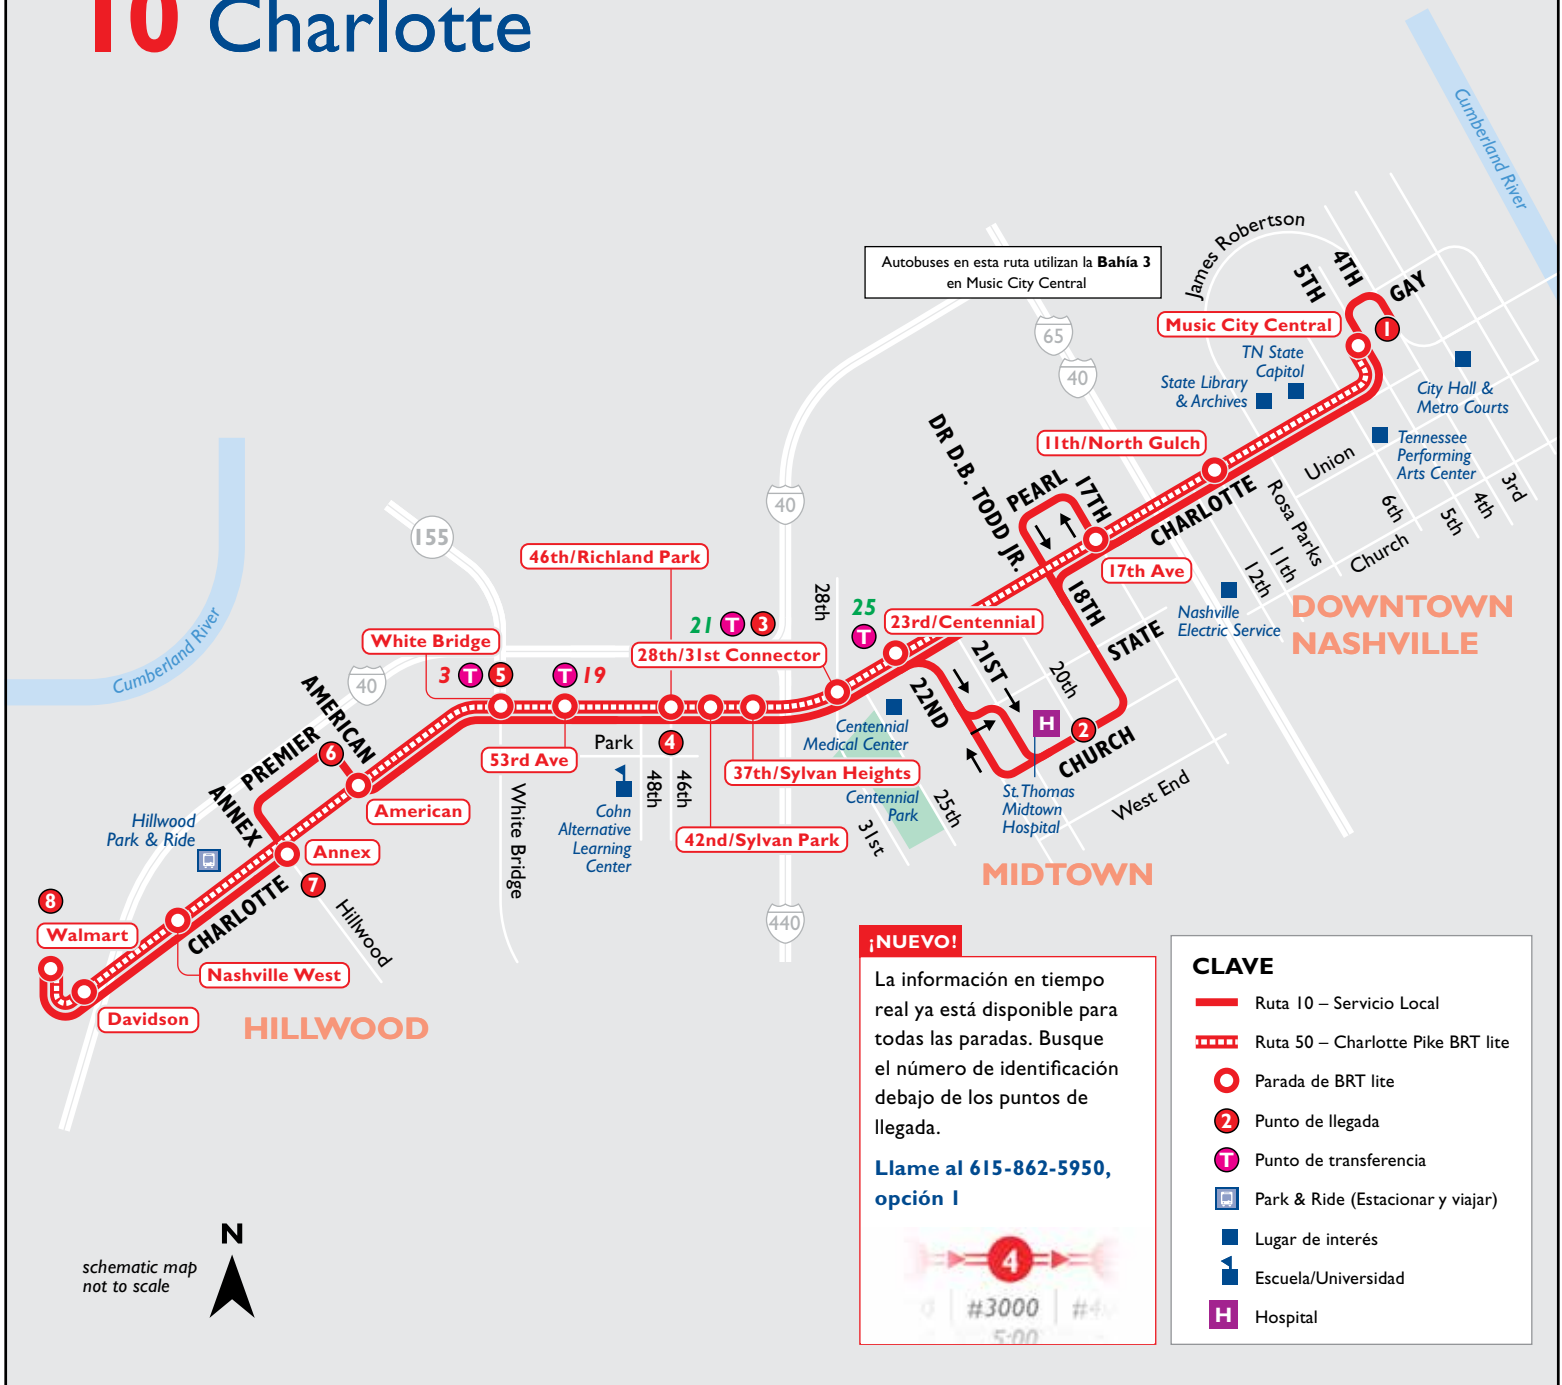 10 Charlotte
Cumberland River
James Robertson
4TH
5TH
GAY
Autobuses en esta ruta utilizan la Bahía 3
en Music City Central
Music City Central
1
65
40
TN State
Capitol
State Library
& Archives
City Hall &
Metro Courts
Tennessee
Performing
Arts Center
11th/North Gulch
DR D.B. TODD JR.
PEARL
17TH
CHARLOTTE
Union
Rosa Parks
3rd
4th
5th
6th
Church
11th
12th
17th Ave
18TH
STATE
Nashville
Electric Service
DOWNTOWN
NASHVILLE
40
155
46th/Richland Park
28th
25
T
23rd/Centennial
21
T
3
28th/31st Connector
21ST
20th
22ND
Cumberland River
White Bridge
3
T
5
T
19
40
AMERICAN
PREMIER
ANNEX
6
53rd Ave
Park
4
48th
46th
37th/Sylvan Heights
42nd/Sylvan Park
Centennial
Medical Center
Centennial
Park
31st
25th
H
2
CHURCH
St. Thomas
Midtown
Hospital
West End
MIDTOWN
American
Hillwood
Park & Ride
Annex
7
White Bridge
Cohn
Alternative
Learning
Center
8
Walmart
CHARLOTTE
Hillwood
Nashville West
Davidson
HILLWOOD
440
¡NUEVO!
La información en tiempo
real ya está disponible para
todas las paradas. Busque
el número de identificación
debajo de los puntos de
llegada.
Llame al 615-862-5950,
opción 1
4
#3000
#4
5:00
CLAVE
Ruta 10 – Servicio Local
Ruta 50 – Charlotte Pike BRT lite
Parada de BRT lite
2
Punto de llegada
T
Punto de transferencia
Park & Ride (Estacionar y viajar)
Lugar de interés
Escuela/Universidad
H
Hospital
N
schematic map
not to scale